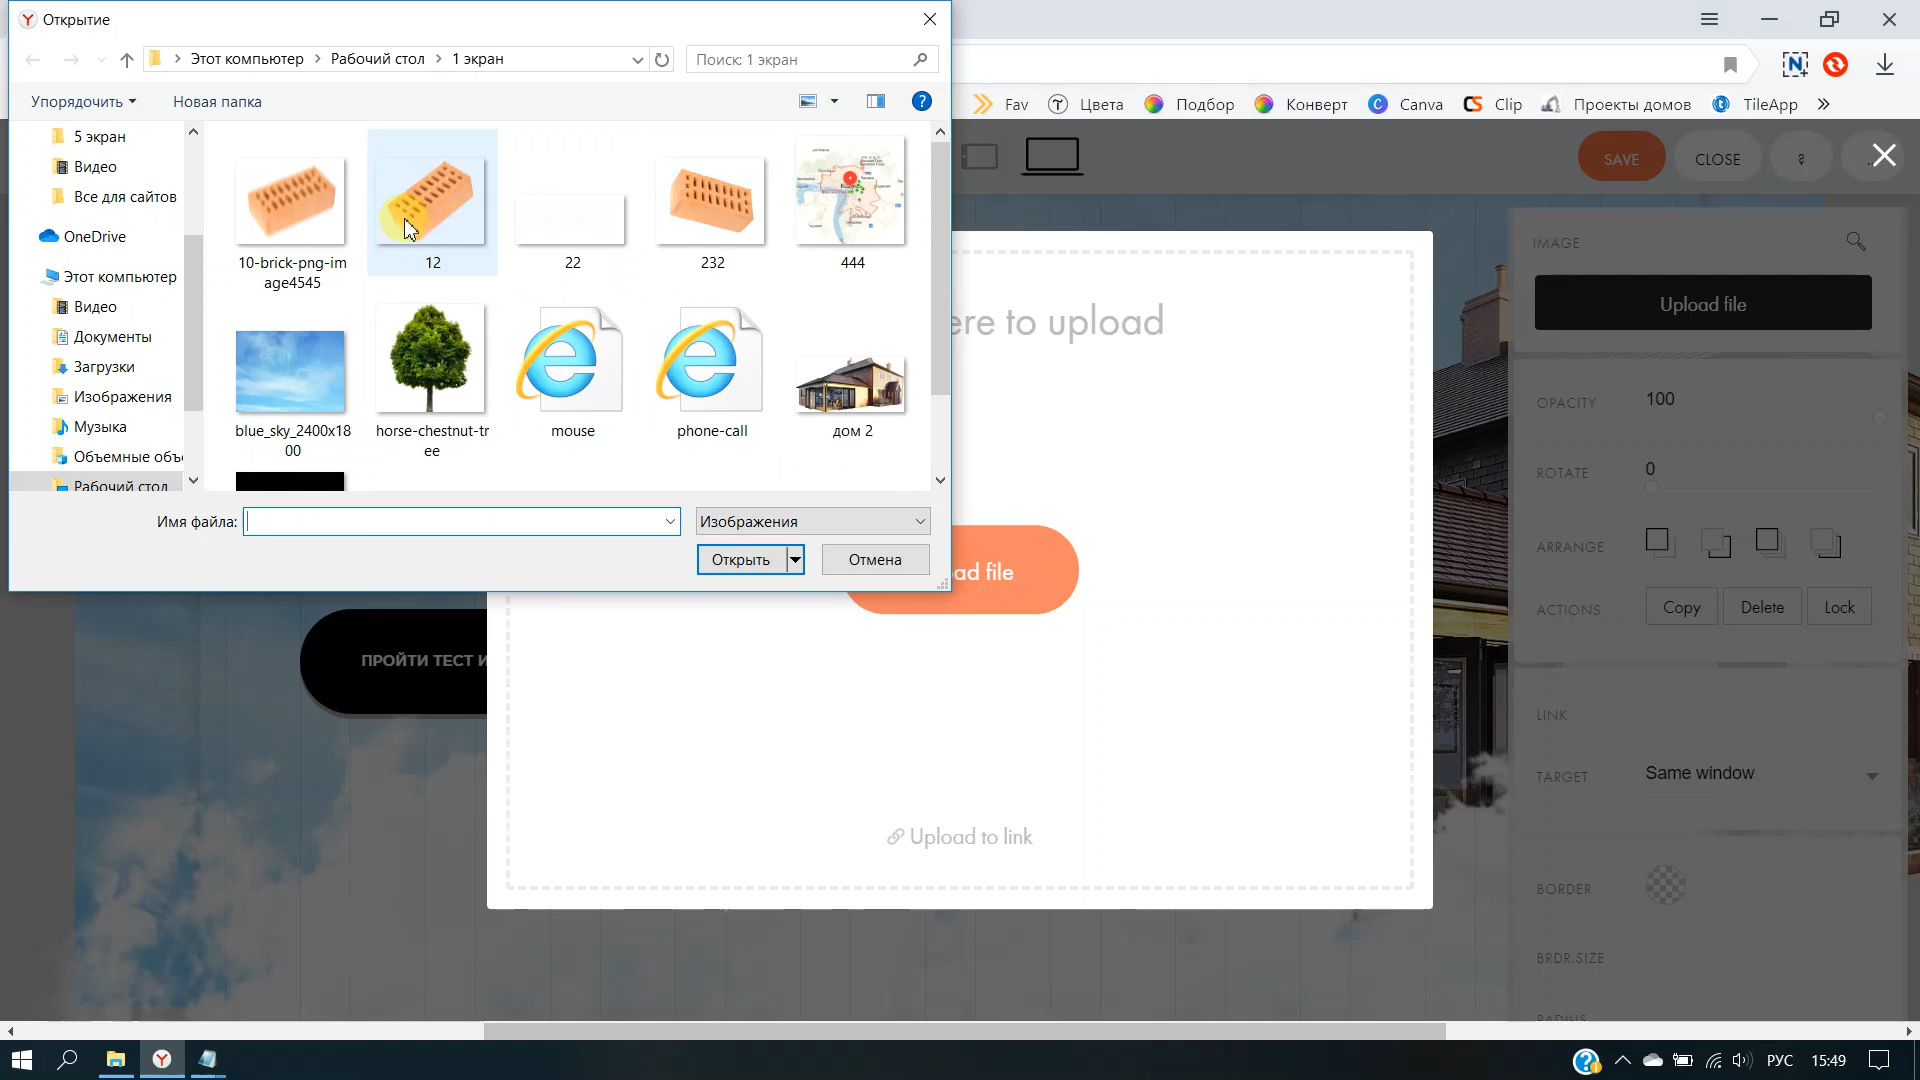 Открытие
Этот компьютер
Рабочий стол
1 экран
Поиск: 1 экран
Упорядочить
Новая папка
Fav
Цвета
Подбор
Конверт
Canva
Clip
Проекты домов
TileApp
5 экран
Видео
Все для сайтов
OneDrive
Этот компьютер
Видео
Документы
Загрузки
Изображения
Музыка
Объемные объ
Рабочий стол
10-brick-png-im
age4545
12
22
232
444
blue_sky_2400x18
00
horse-chestnut-tr
ee
mouse
phone-call
дом 2
Имя файла:
Изображения
Открыть
Отмена
SAVE
CLOSE
?
ere to upload
ad file
Upload to link
ПРОЙТИ ТЕСТ И
IMAGE
Upload file
OPACITY
100
ROTATE
0
ARRANGE
ACTIONS
Copy
Delete
Lock
LINK
TARGET
Same window
BORDER
BRDR.SIZE
RADIUS
РУС
15:49